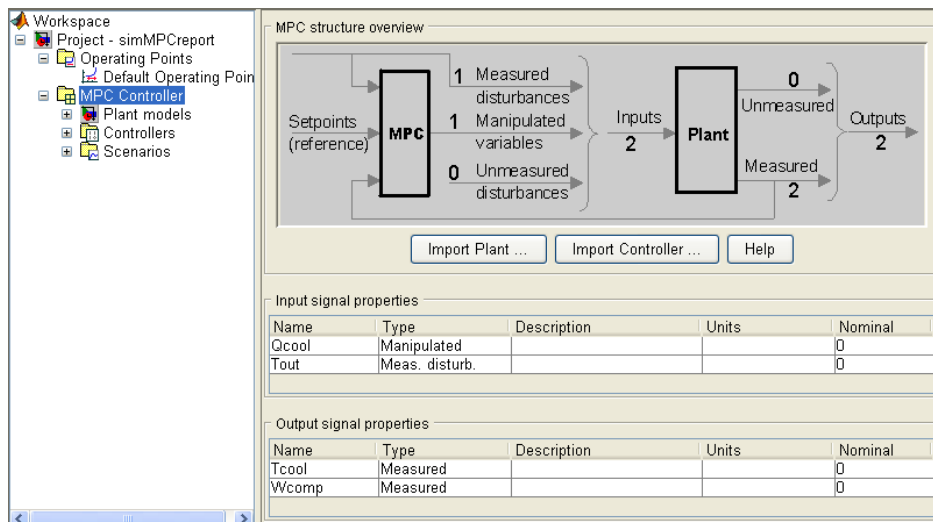 Workspace
Project - simMPCreport
Operating Points
Default Operating Poin
MPC Controller
Plant models
Controllers
Scenarios
MPC structure overview
Setpoints
(reference)
MPC
1 Measured
disturbances
1 Manipulated
variables
0 Unmeasured
disturbances
Inputs
2
Plant
0
Unmeasured
Measured
2
Outputs
2
Import Plant ... Import Controller ... Help
Input signal properties
Name Type Description Units Nominal
Qcool Manipulated 0
Tout Meas. disturb. 0
Output signal properties
Name Type Description Units Nominal
Tcool Measured 0
Wcomp Measured 0